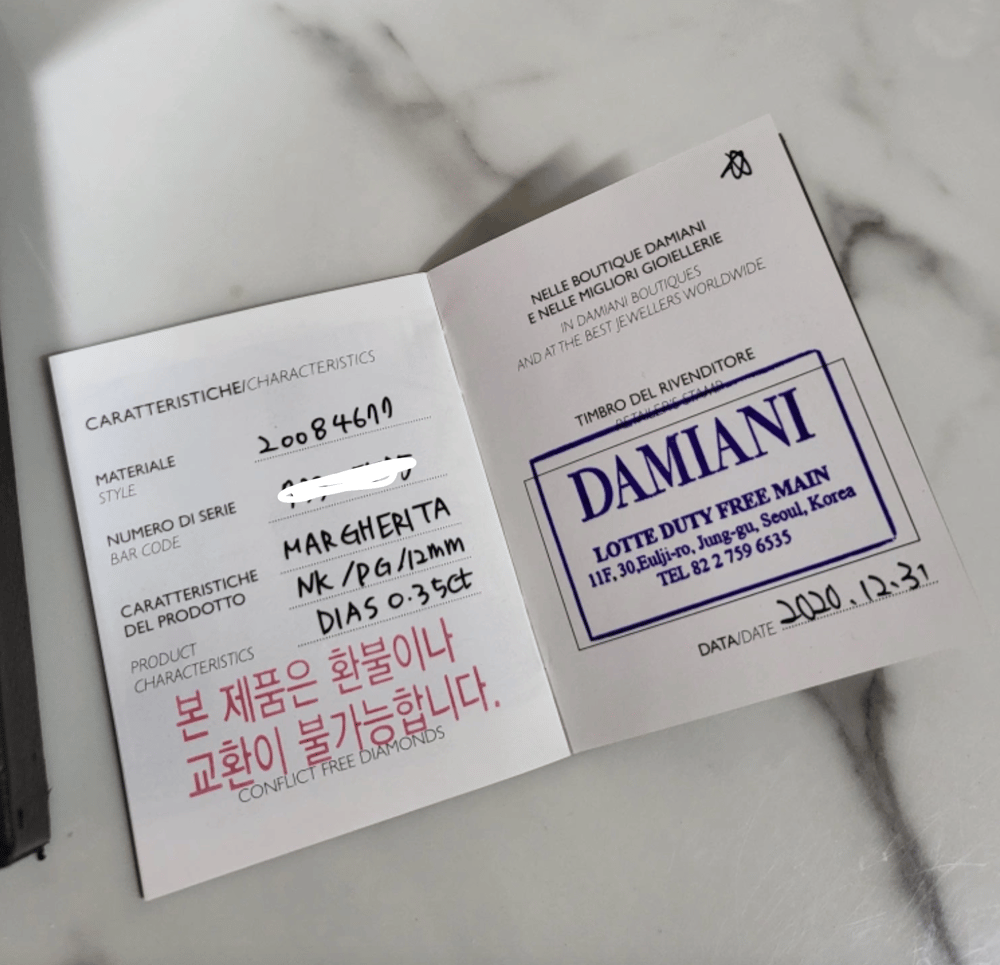 CARATTERISTICHE/CHARACTERISTICS
MATERIALE
STYLE
20084677
NUMERO DI SERIE
BAR CODE
CARATTERISTICHE
DEL PRODOTTO
PRODUCT
CHARACTERISTICS
MARGHERITA
NK/PG/12mm
DIAS 0.35ct
본 제품은 환불이나
교환이 불가능합니다.
CONFLICT FREE DIAMONDS
NELLE BOUTIQUE DAMIANI
E NELLE MIGLIORI GIOIELLERIE
IN DAMIANI BOUTIQUES
AND AT THE BEST JEWELLERS WORLDWIDE
TIMBRO DEL RIVENDITORE
RETAILER'S STAMP
DAMIANI
LOTTE DUTY FREE MAIN
11F, 30,Eulji-ro, Jung-gu, Seoul, Korea
TEL 82 2 759 6535
DATA/DATE 2020.12.31